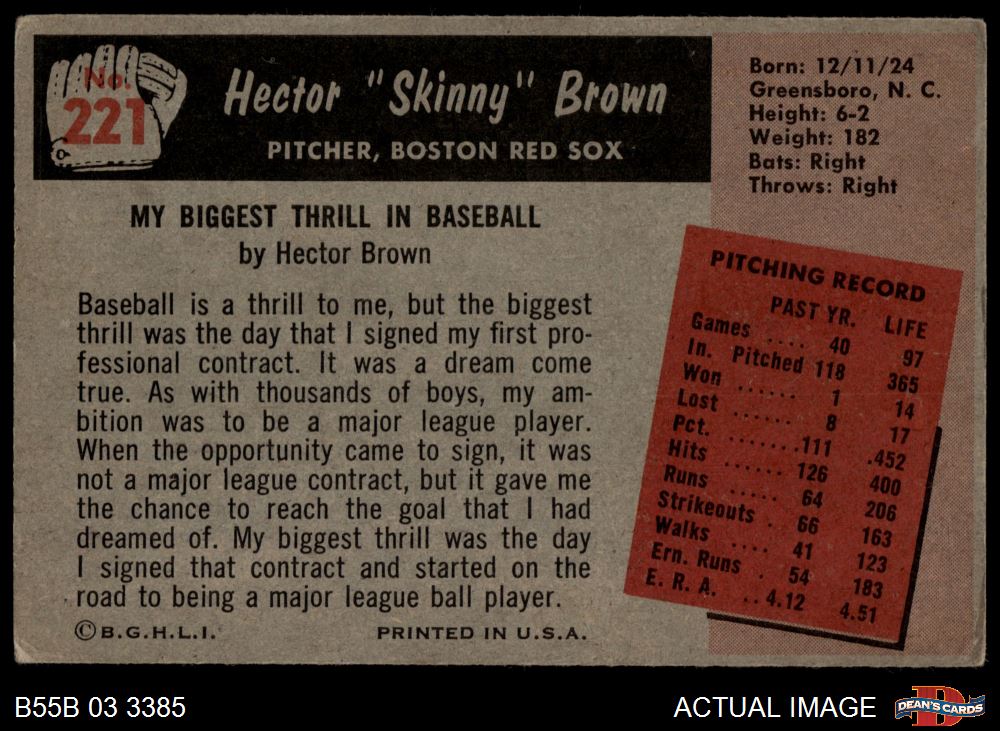 No.
221
Hector "Skinny" Brown
PITCHER, BOSTON RED SOX
Born: 12/11/24
Greensboro, N. C.
Height: 6-2
Weight: 182
Bats: Right
Throws: Right
MY BIGGEST THRILL IN BASEBALL
by Hector Brown
Baseball is a thrill to me, but the biggest
thrill was the day that I signed my first pro-
fessional contract. It was a dream come
true. As with thousands of boys, my am-
bition was to be a major league player.
When the opportunity came to sign, it was
not a major league contract, but it gave me
the chance to reach the goal that I had
dreamed of. My biggest thrill was the day
I signed that contract and started on the
road to being a major league ball player.
©B.G.H.L.I. PRINTED IN U.S.A.
PITCHING RECORD
PAST YR. LIFE
Games .... 40 97
In. Pitched 118 365
Won ...... 1 14
Lost ...... 8 17
Pct. .......111 .452
Hits ...... 126 400
Runs ..... 64 206
Strikeouts . 66 163
Walks .... 41 123
Ern. Runs . 54 183
E. R. A. .. 4.12 4.51
B55B 03 3385
ACTUAL IMAGE
DEAN'S CARDS